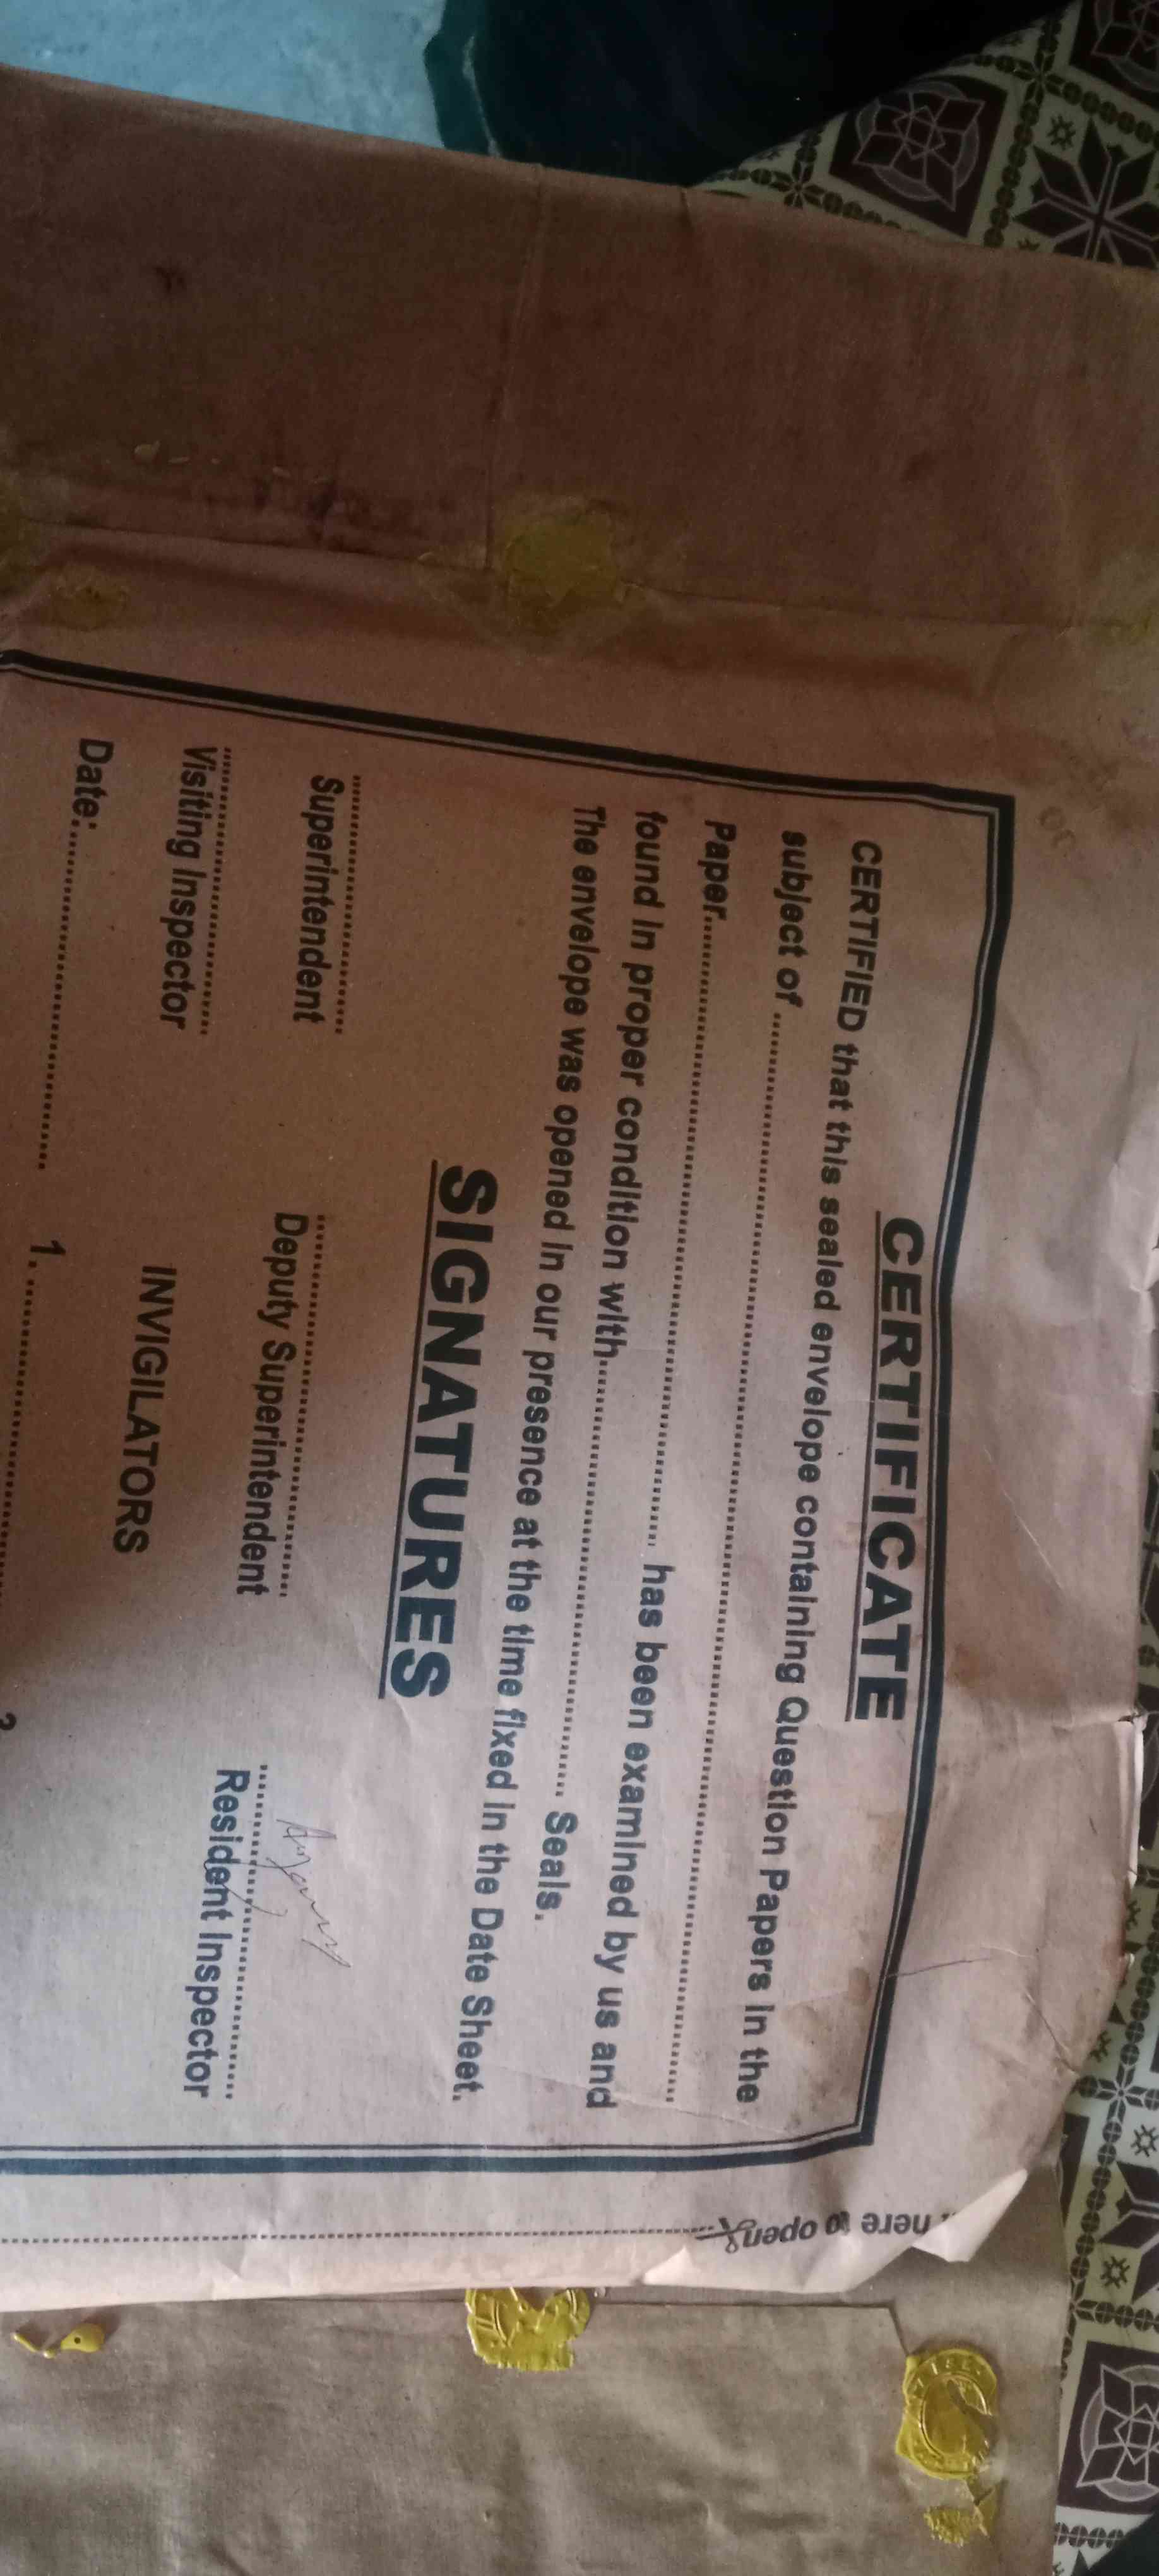 CERTIFICATE
CERTIFIED that this sealed envelope containing Question Papers in the
subject of ....................
Paper.................... has been examined by us and
found in proper condition with.................... Seals.
The envelope was opened in our presence at the time fixed in the Date Sheet.
SIGNATURES
Superintendent
Deputy Superintendent
Resident Inspector
Visiting Inspector
INVIGILATORS
Date:....................
1.....................
here to open